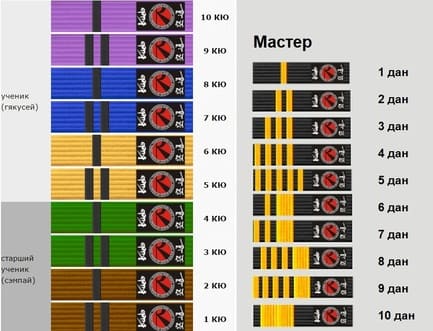 ученик
(гякусей)
старший
ученик
(сэмпай)
10 КЮ
9 КЮ
8 КЮ
7 КЮ
6 КЮ
5 КЮ
4 КЮ
3 КЮ
2 КЮ
1 КЮ
Мастер
1 дан
2 дан
3 дан
4 дан
5 дан
6 дан
7 дан
8 дан
9 дан
10 дан